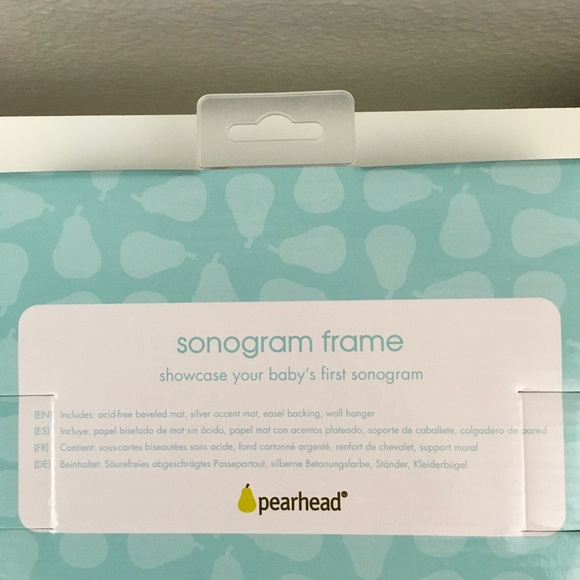 sonogram frame
showcase your baby's first sonogram
(EN) Includes: acid-free beveled mat, silver accent mat, easel backing, wall hanger
(ES) Incluye: papel biselado de mat sin ácido, papel mat con acentos plateado, soporte de caballete, colgadero de pared
(FR) Contient: sous-cartes biseautées sans acide, fond cartonné argenté, renfort de chevalet, support mural
(DE) Beinhaltet: Säurefreies abgeschrägtes Passepartout, silberne Betonungsfarbe, Ständer, Kleiderbügel
pearhead®